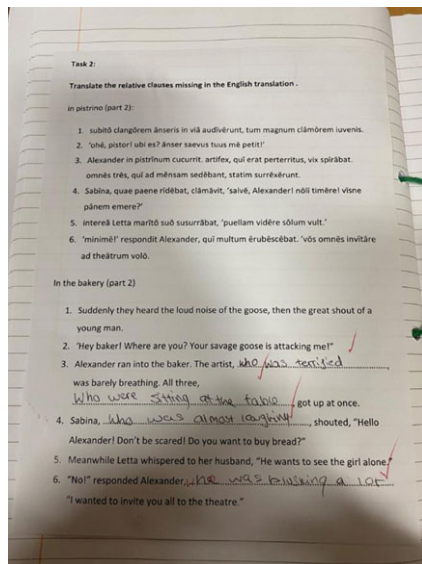 Task 2:
Translate the relative clauses missing in the English translation .
in pistrino (part 2):
1. subitō clangōrem ānseris in viā audīvērunt, tum magnum clāmōrem iuvenis.
2. 'ohē, pistor! ubi es? ānser saevus tuus mē petit!'
3. Alexander in pistrīnum cucurrit. artifex, quī erat perterritus, vix spīrābat.
omnēs trēs, quī ad mēnsam sedēbant, statim surrēxērunt.
4. Sabīna, quae paene rīdēbat, clāmāvit, 'salvē, Alexander! nōlī timēre! vīsne
pānem emere?'
5. intereā Letta marītō suō susurrābat, 'puellam vidēre sōlum vult.'
6. 'minimē!' respondit Alexander, quī multum ērubēscēbat. 'vōs omnēs invītāre
ad theātrum volō.
In the bakery (part 2)
1. Suddenly they heard the loud noise of the goose, then the great shout of a
young man.
2. 'Hey baker! Where are you? Your savage goose is attacking me!"
3. Alexander ran into the baker. The artist, who was terrified,
was barely breathing. All three,
Who were sitting at the table, got up at once.
4. Sabina, who was almost laughing, shouted, "Hello
Alexander! Don't be scared! Do you want to buy bread?"
5. Meanwhile Letta whispered to her husband, "He wants to see the girl alone."
6. "No!" responded Alexander, who was blushing a lot
"I wanted to invite you all to the theatre."